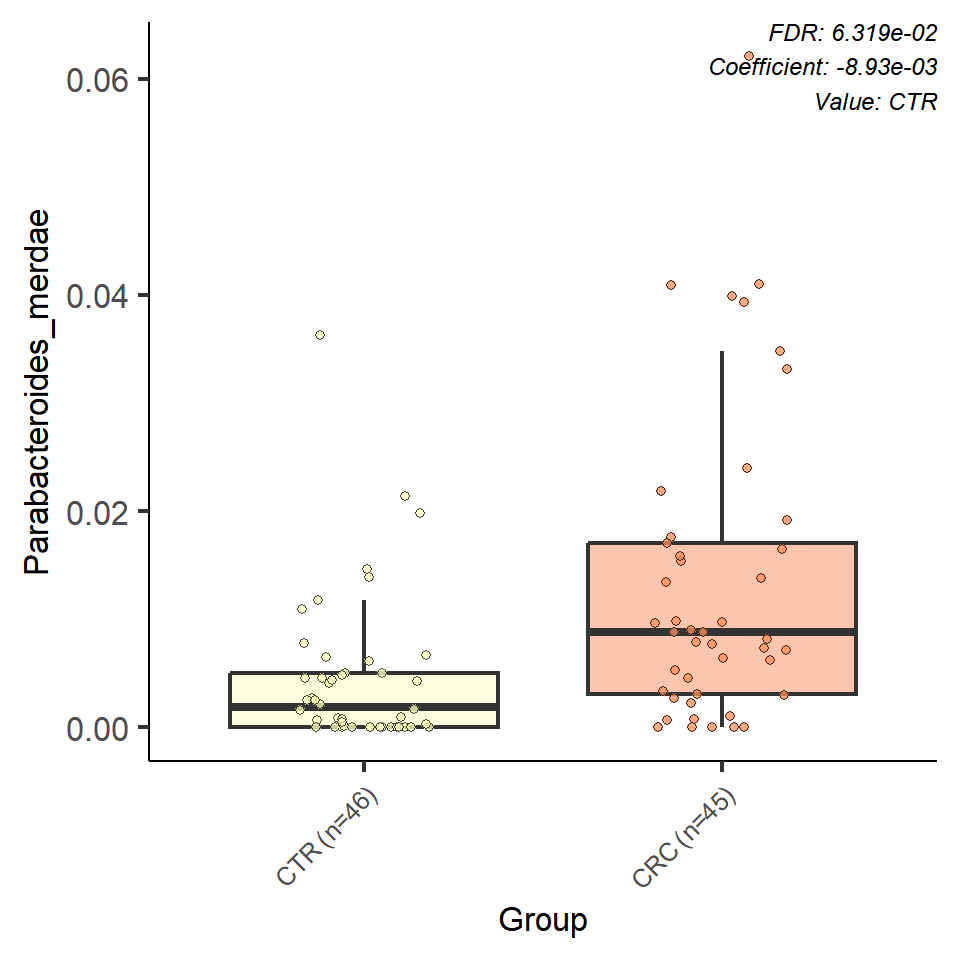 FDR: 6.319e-02
Coefficient: -8.93e-03
Value: CTR
Parabacteroides_merdae
0.06
0.04
0.02
0.00
CTR (n=46)
CRC (n=45)
Group